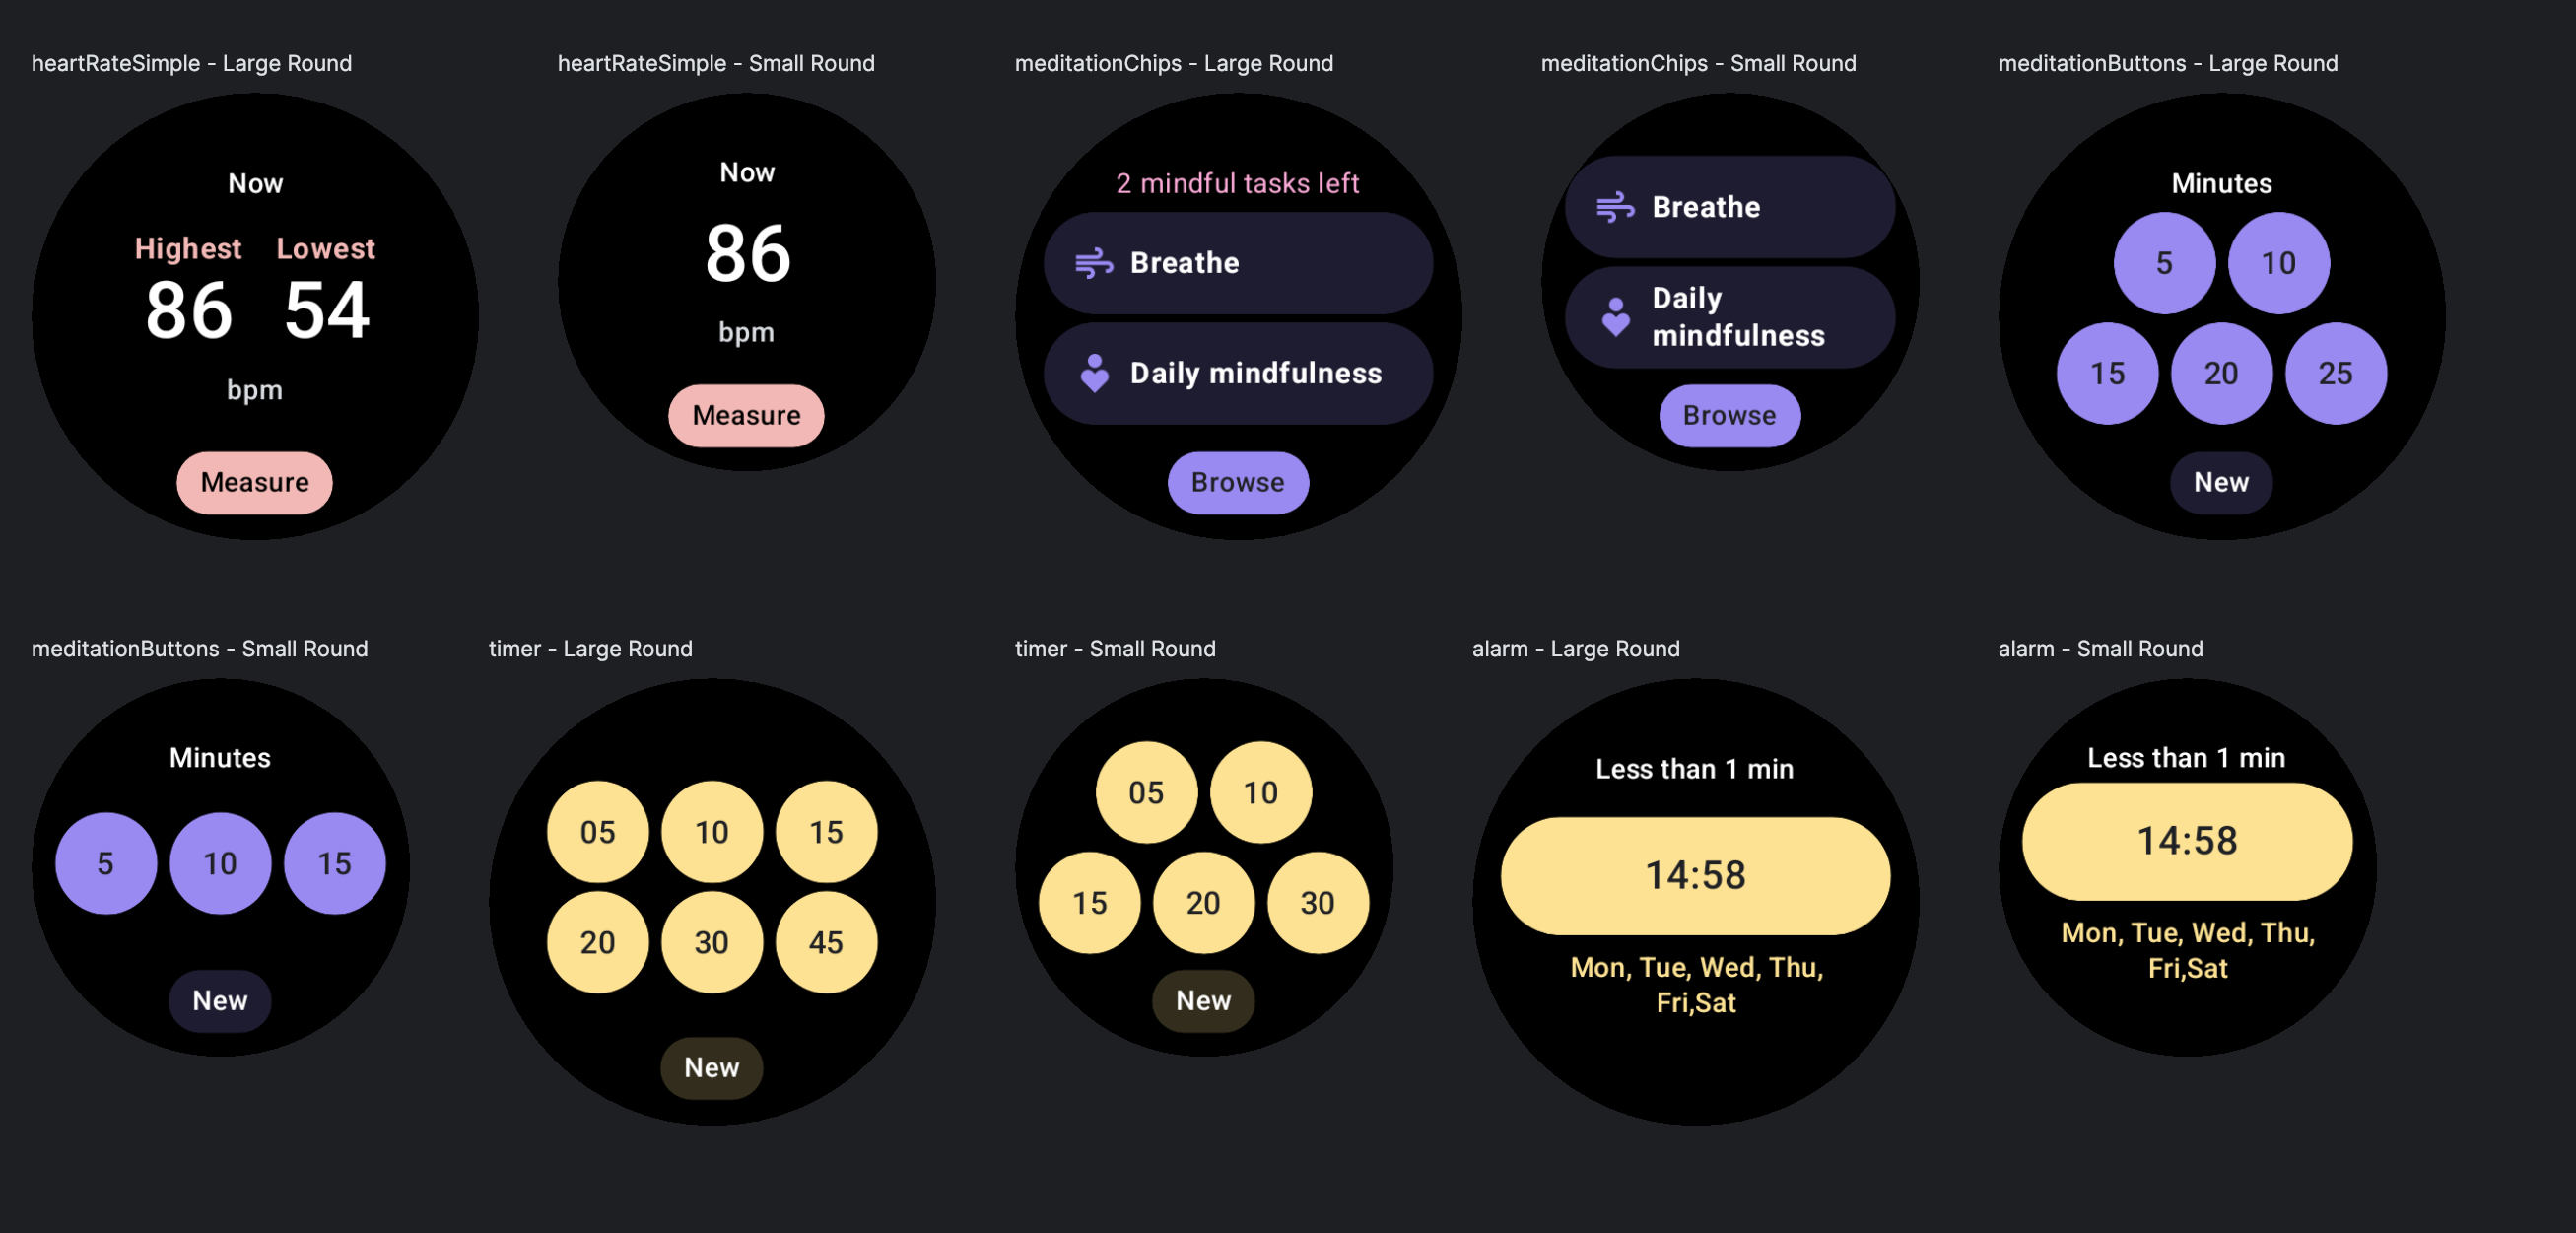 heartRateSimple - Large Round
Now
Highest Lowest
86 54
bpm
Measure
heartRateSimple - Small Round
Now
86
bpm
Measure
meditationChips - Large Round
2 mindful tasks left
Breathe
Daily mindfulness
Browse
meditationChips - Small Round
Breathe
Daily
mindfulness
Browse
meditationButtons - Large Round
Minutes
5 10
15 20 25
New
meditationButtons - Small Round
Minutes
5 10 15
New
timer - Large Round
05 10 15
20 30 45
New
timer - Small Round
05 10
15 20 30
New
alarm - Large Round
Less than 1 min
14:58
Mon, Tue, Wed, Thu,
Fri,Sat
alarm - Small Round
Less than 1 min
14:58
Mon, Tue, Wed, Thu,
Fri,Sat